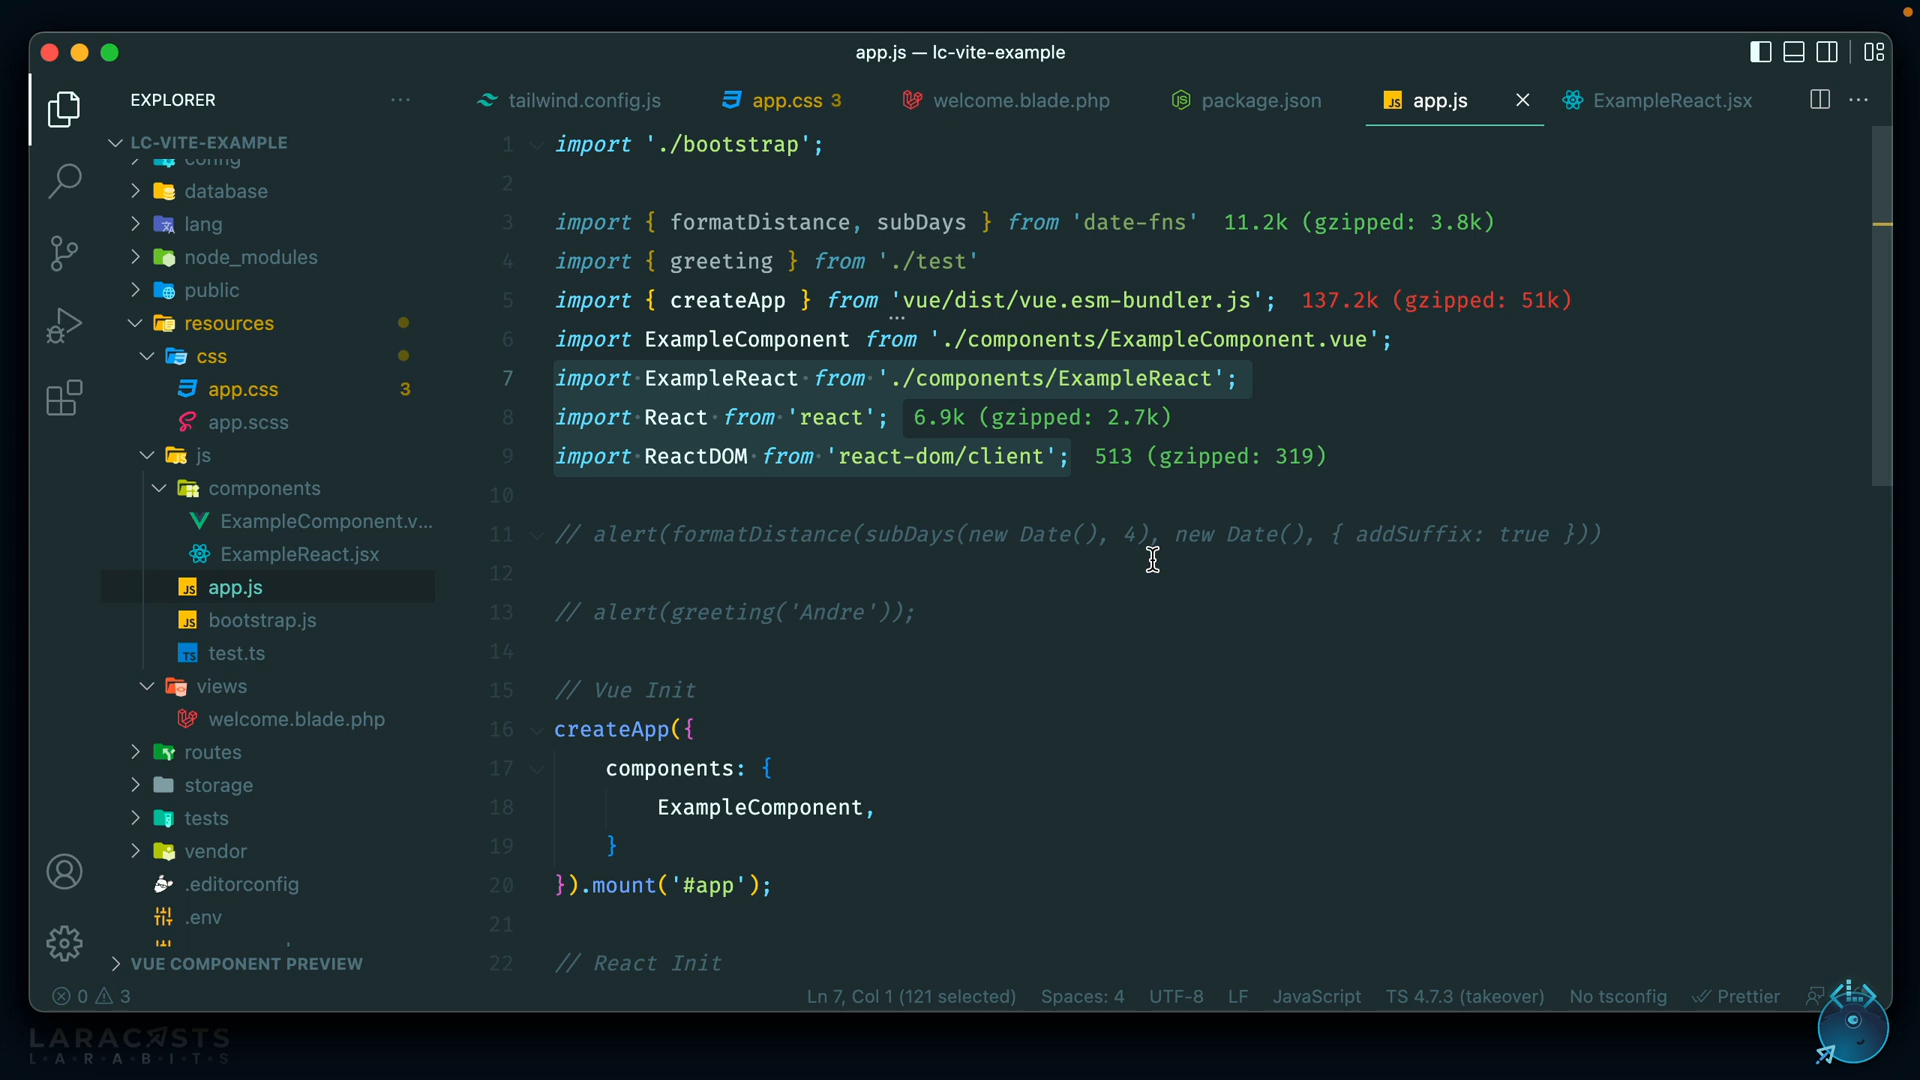 app.js — lc-vite-example
EXPLORER
tailwind.config.js
app.css 3
welcome.blade.php
package.json
app.js
ExampleReact.jsx
LC-VITE-EXAMPLE
config
database
lang
node_modules
public
resources
css
app.css 3
app.scss
js
components
ExampleComponent.v...
ExampleReact.jsx
app.js
bootstrap.js
test.ts
views
welcome.blade.php
routes
storage
tests
vendor
.editorconfig
.env
VUE COMPONENT PREVIEW
1 import './bootstrap';
2
3 import { formatDistance, subDays } from 'date-fns' 11.2k (gzipped: 3.8k)
4 import { greeting } from './test'
5 import { createApp } from 'vue/dist/vue.esm-bundler.js'; 137.2k (gzipped: 51k)
6 import ExampleComponent from './components/ExampleComponent.vue';
7 import ExampleReact from './components/ExampleReact';
8 import React from 'react'; 6.9k (gzipped: 2.7k)
9 import ReactDOM from 'react-dom/client'; 513 (gzipped: 319)
10
11 // alert(formatDistance(subDays(new Date(), 4), new Date(), { addSuffix: true }))
12
13 // alert(greeting('Andre'));
14
15 // Vue Init
16 createApp({
17 components: {
18 ExampleComponent,
19 }
20 }).mount('#app');
21
22 // React Init
0 3
Ln 7, Col 1 (121 selected) Spaces: 4 UTF-8 LF JavaScript TS 4.7.3 (takeover) No tsconfig Prettier
LARACASTS
LARABITS